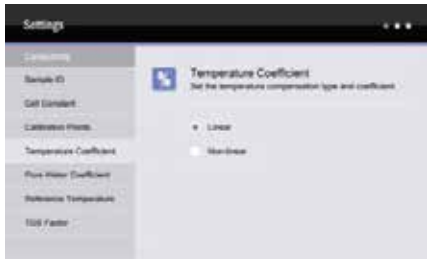 Settings
Conductivity
Sample ID
Cell Constant
Calibration Points
Temperature Coefficient
Pure Water Coefficient
Reference Temperature
TDS Factor
Temperature Coefficient
Set the temperature compensation type and coefficient.
Linear
Non-linear